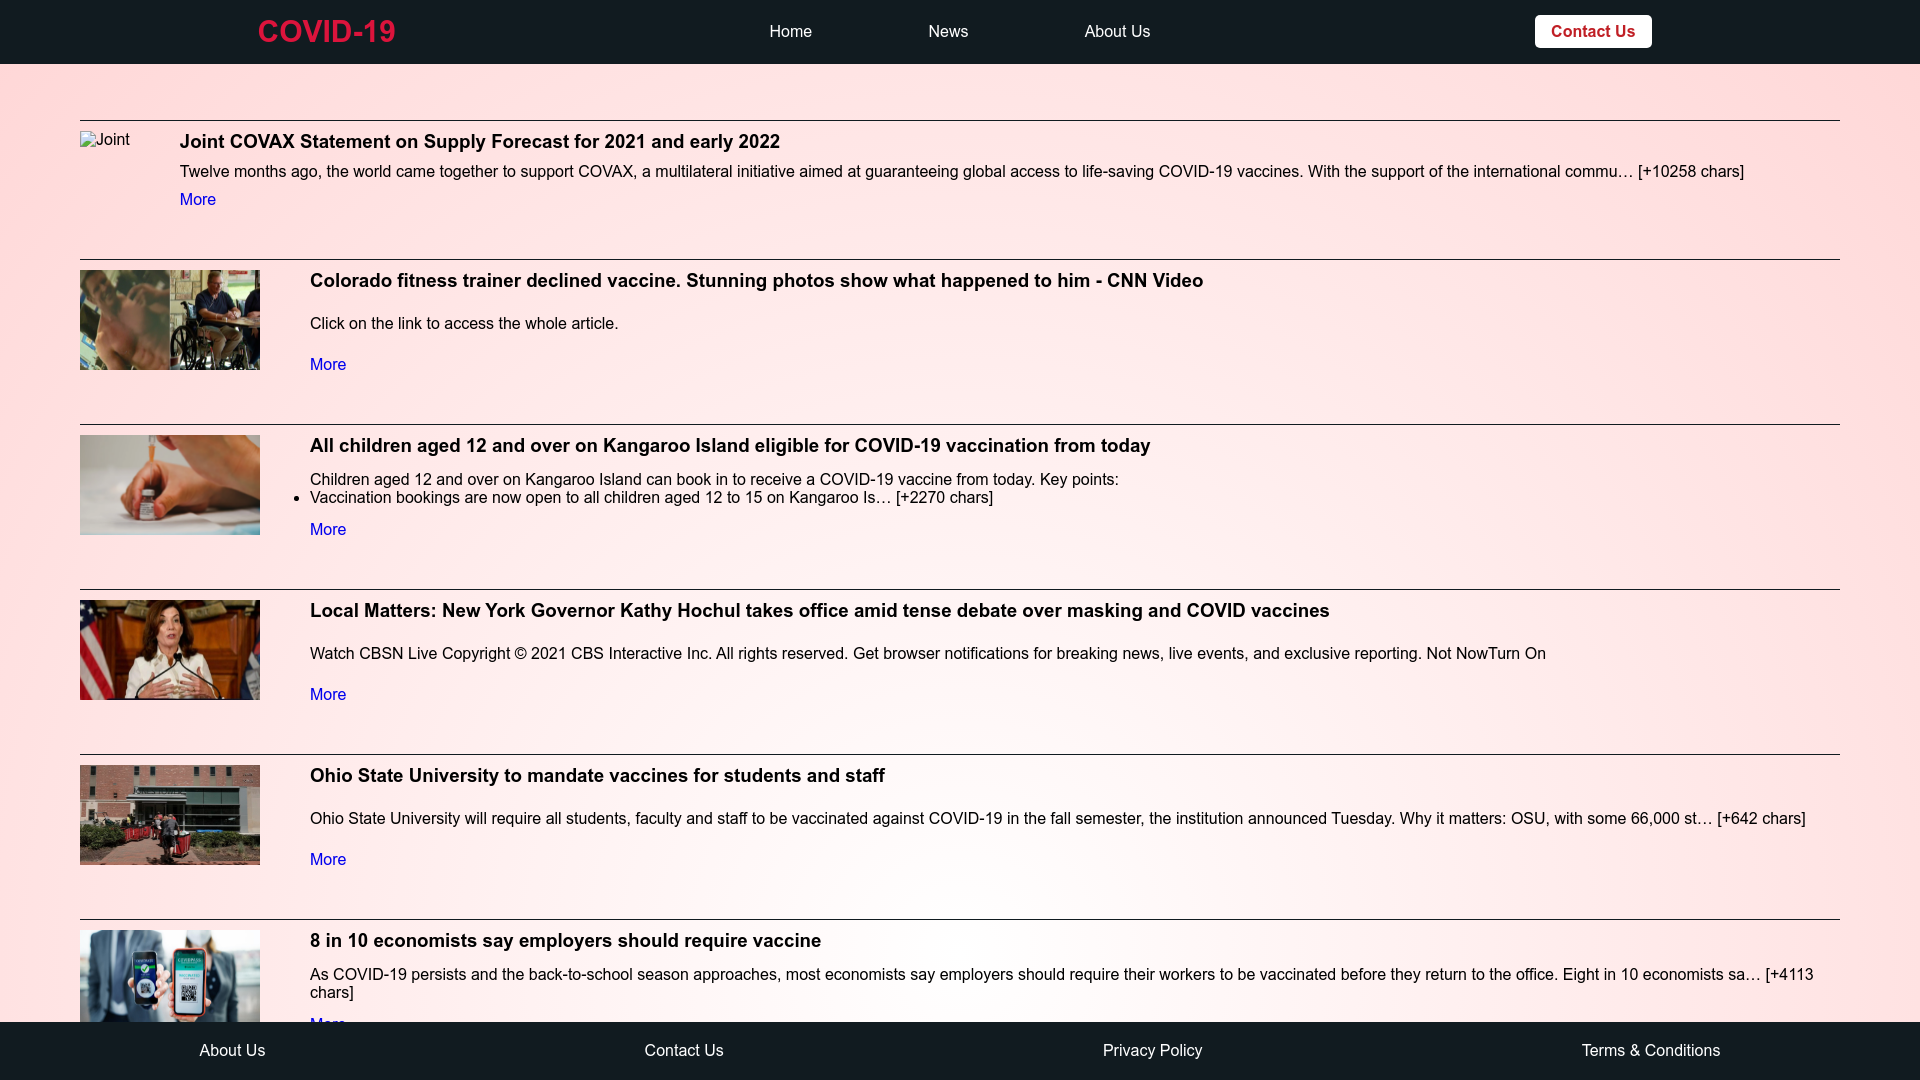 COVID-19
Home
News
About Us
Contact Us
Joint
Joint COVAX Statement on Supply Forecast for 2021 and early 2022
Twelve months ago, the world came together to support COVAX, a multilateral initiative aimed at guaranteeing global access to life-saving COVID-19 vaccines. With the support of the international commu… [+10258 chars]
More
Colorado fitness trainer declined vaccine. Stunning photos show what happened to him - CNN Video
Click on the link to access the whole article.
More
All children aged 12 and over on Kangaroo Island eligible for COVID-19 vaccination from today
Children aged 12 and over on Kangaroo Island can book in to receive a COVID-19 vaccine from today. Key points:
• Vaccination bookings are now open to all children aged 12 to 15 on Kangaroo Is… [+2270 chars]
More
Local Matters: New York Governor Kathy Hochul takes office amid tense debate over masking and COVID vaccines
Watch CBSN Live Copyright © 2021 CBS Interactive Inc. All rights reserved. Get browser notifications for breaking news, live events, and exclusive reporting. Not NowTurn On
More
Ohio State University to mandate vaccines for students and staff
Ohio State University will require all students, faculty and staff to be vaccinated against COVID-19 in the fall semester, the institution announced Tuesday. Why it matters: OSU, with some 66,000 st… [+642 chars]
More
8 in 10 economists say employers should require vaccine
As COVID-19 persists and the back-to-school season approaches, most economists say employers should require their workers to be vaccinated before they return to the office. Eight in 10 economists sa… [+4113
chars]
More
About Us
Contact Us
Privacy Policy
Terms & Conditions